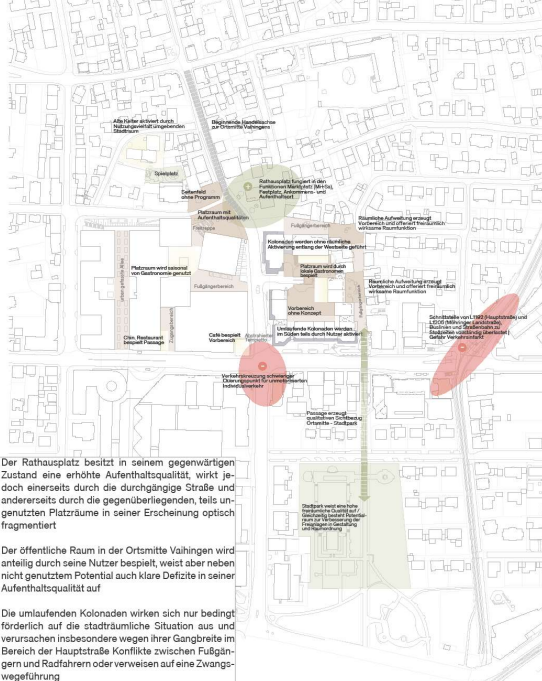 Alte Kelter aktiviert durch
Nutzungsvielfalt umgebenden
Stadtraum
Beginnende Handelsachse
zur Ortsmitte Vaihingens
Spielplatz
Seitenfeld
ohne Programm
Rathausplatz fungiert in den
Funktionen Marktplatz (Mi+Sa),
Festplatz, Ankommens- und
Aufenthaltsort
Platzraum mit
Aufenthaltsqualitäten
Freitreppe
Fußgängerbereich
Räumliche Aufweitung erzeugt
Vorbereich und offeriert freiräumlich
wirksame Raumfunktion
Kolonaden werden ohne räumliche
Aktivierung entlang der Westseite geführt
Platzraum wird saisonal
von Gastronomie genutzt
Platzraum wird durch
lokale Gastronomen
bespielt
Räumliche Aufweitung erzeugt
Vorbereich und offeriert freiräumlich
wirksame Raumfunktion
Fußgängerbereich
Vorbereich
ohne Konzept
Chin. Restaurant
bespielt Passage
Café bespielt
Vorbereich
Umlaufende Kolonaden werden
im Süden teils durch Nutzer aktiviert
Schnittstelle von L1192 (Hauptstraße) und
Buslinien und Straßenbahn zu
Stoßzeiten vollständig überlastet |
Gefahr Verkehrsinfarkt
Verkehrskreuzung schwieriger
Querungspunkt für unmotorisierten
Individualverkehr
Passage erzeugt
qualitativen Sichtbezug
Ortsmitte - Stadtpark
Stadtpark weist eine hohe
freiräumliche Qualität auf /
Gleichzeitig besteht Potential-
raum zur Verbesserung der
Freianlagen in Gestaltung
und Raumordnung
Der Rathausplatz besitzt in seinem gegenwärtigen
Zustand eine erhöhte Aufenthaltsqualität, wirkt je-
doch einerseits durch die durchgängige Straße und
andererseits durch die gegenüberliegenden, teils un-
genutzten Platzräume in seiner Erscheinung optisch
fragmentiert
Der öffentliche Raum in der Ortsmitte Vaihingen wird
anteilig durch seine Nutzer bespielt, weist aber neben
nicht genutztem Potential auch klare Defizite in seiner
Aufenthaltsqualität auf
Die umlaufenden Kolonaden wirken sich nur bedingt
förderlich auf die stadträumliche Situation aus und
verursachen insbesondere wegen ihrer Gangbreite im
Bereich der Hauptstraße Konflikte zwischen Fußgän-
gern und Radfahrern oder verweisen auf eine Zwangs-
wegeführung